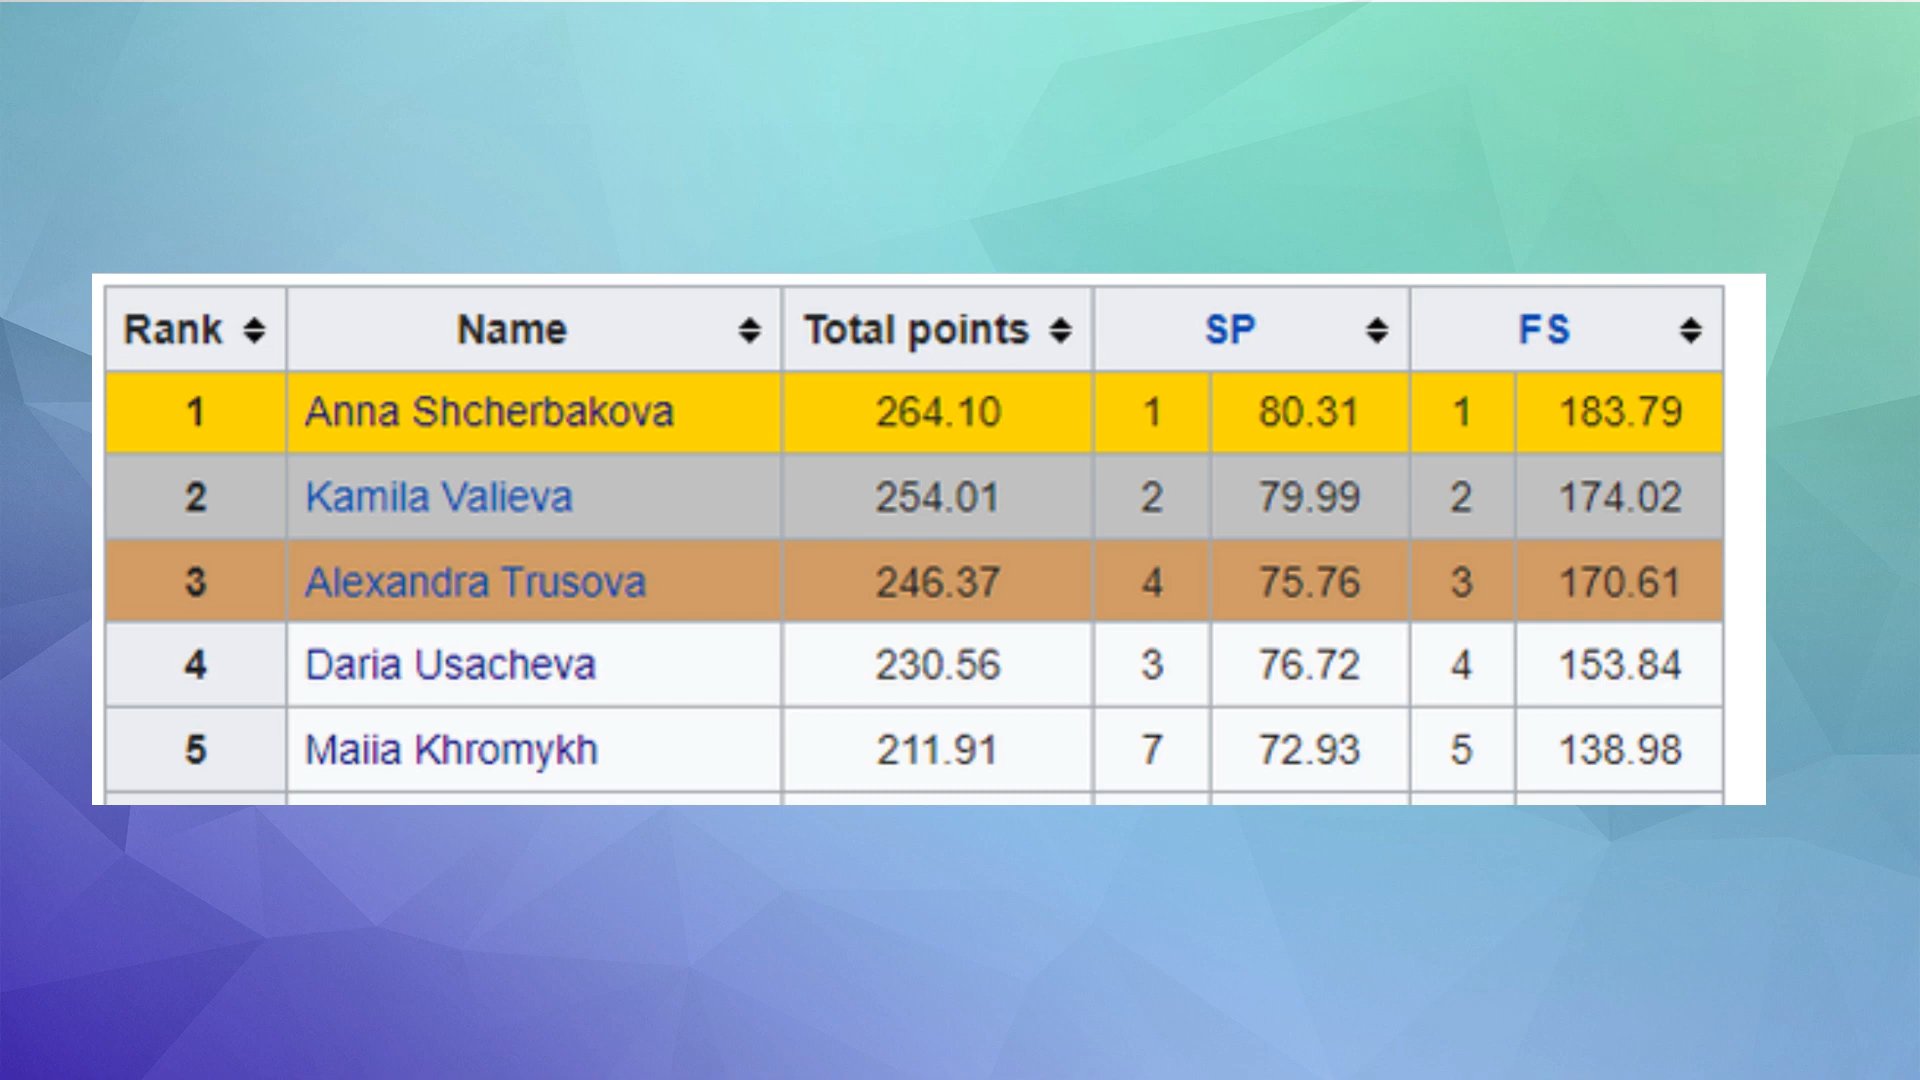 Rank Name Total points SP FS
1 Anna Shcherbakova 264.10 1 80.31 1 183.79
2 Kamila Valieva 254.01 2 79.99 2 174.02
3 Alexandra Trusova 246.37 4 75.76 3 170.61
4 Daria Usacheva 230.56 3 76.72 4 153.84
5 Maiia Khromykh 211.91 7 72.93 5 138.98